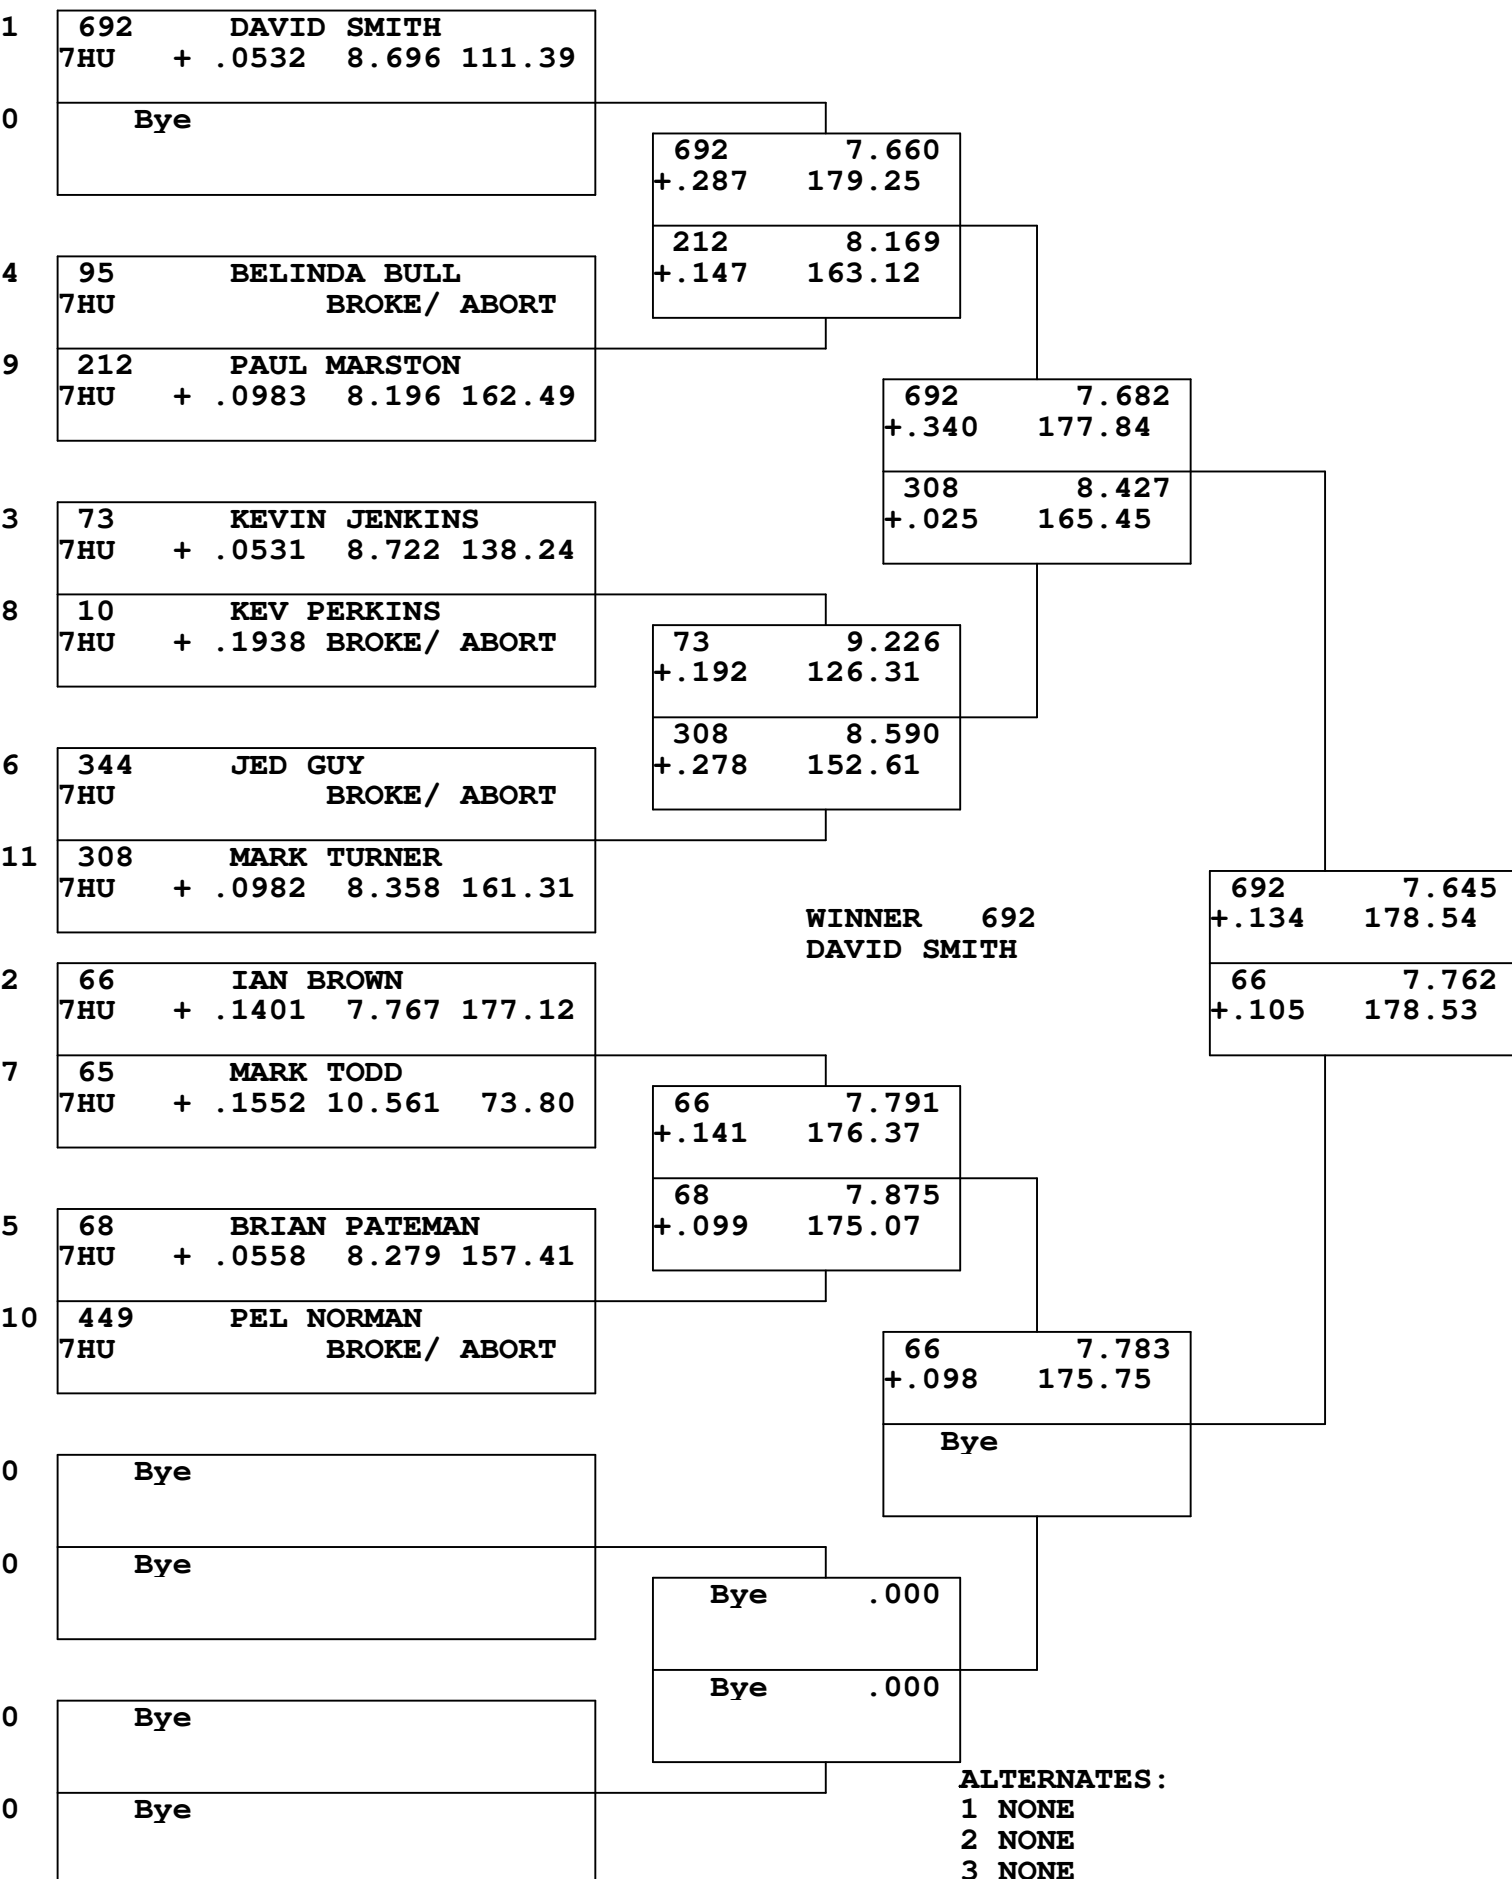 1 692 DAVID SMITH
7HU + .0532 8.696 111.39
0 Bye
692 7.660
+.287 179.25
212 8.169
+.147 163.12
4 95 BELINDA BULL
7HU BROKE/ ABORT
9 212 PAUL MARSTON
7HU + .0983 8.196 162.49
692 7.682
+.340 177.84
308 8.427
+.025 165.45
3 73 KEVIN JENKINS
7HU + .0531 8.722 138.24
8 10 KEV PERKINS
7HU + .1938 BROKE/ ABORT
73 9.226
+.192 126.31
308 8.590
+.278 152.61
6 344 JED GUY
7HU BROKE/ ABORT
11 308 MARK TURNER
7HU + .0982 8.358 161.31
WINNER 692
DAVID SMITH
692 7.645
+.134 178.54
66 7.762
+.105 178.53
2 66 IAN BROWN
7HU + .1401 7.767 177.12
7 65 MARK TODD
7HU + .1552 10.561 73.80
66 7.791
+.141 176.37
68 7.875
+.099 175.07
5 68 BRIAN PATEMAN
7HU + .0558 8.279 157.41
10 449 PEL NORMAN
7HU BROKE/ ABORT
66 7.783
+.098 175.75
Bye
0 Bye
0 Bye
Bye .000
Bye .000
0 Bye
0 Bye
ALTERNATES:
1 NONE
2 NONE
3 NONE